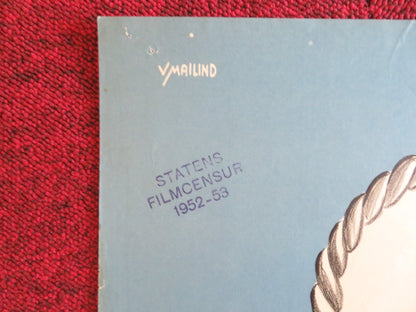 V/MAILIND
STATENS
FILMCENSUR
1952-53